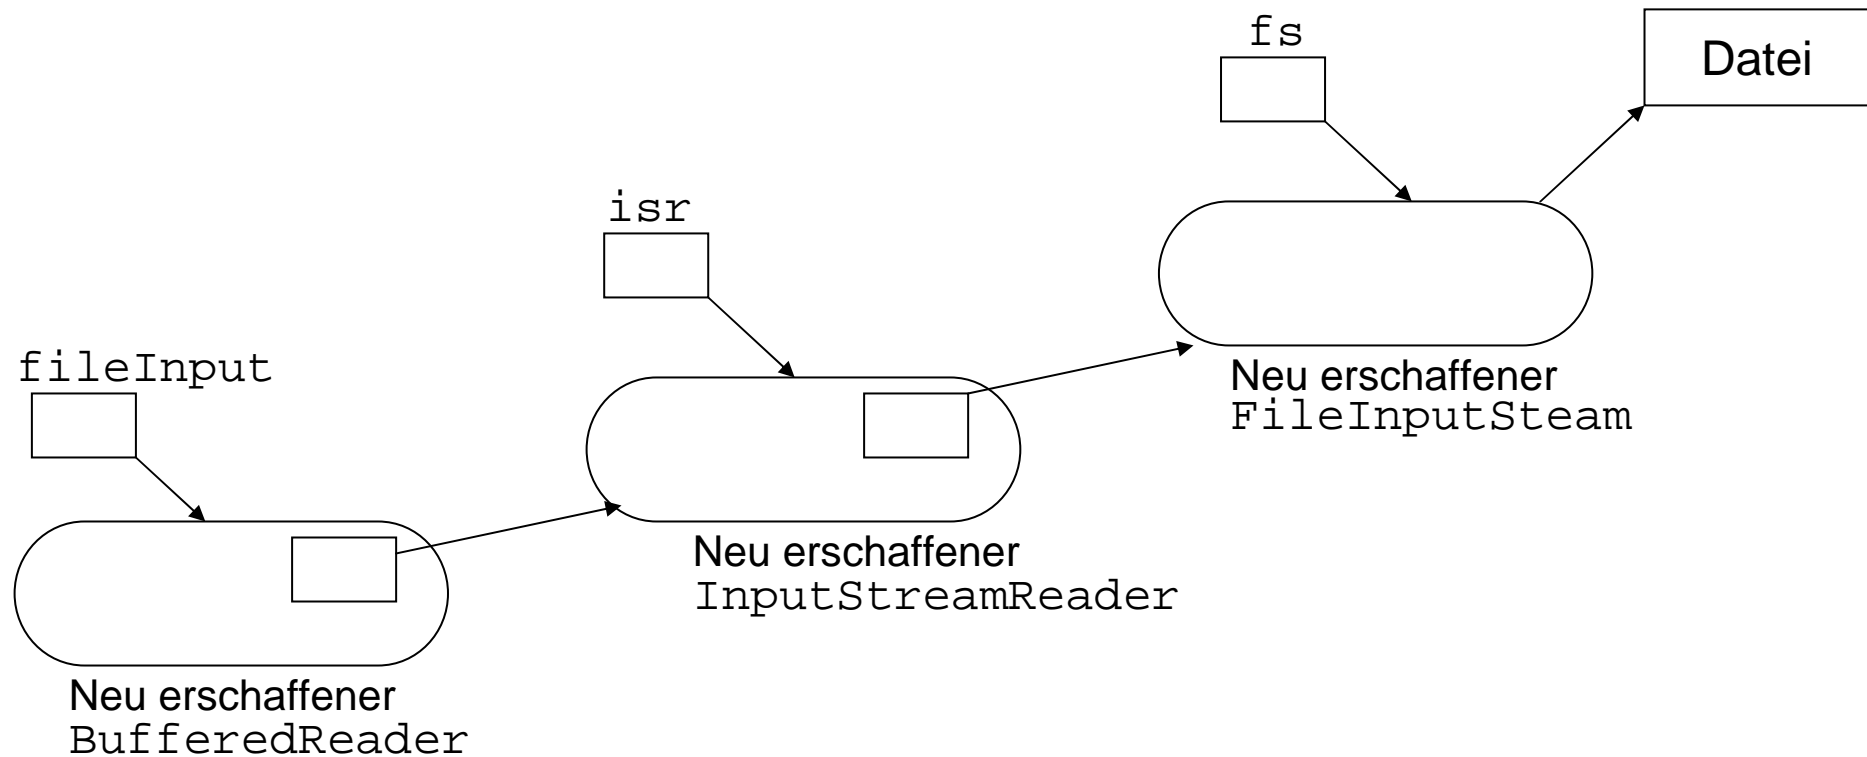 fs
Datei
isr
fileInput
Neu erschaffener
FileInputSteam
Neu erschaffener
InputStreamReader
Neu erschaffener
BufferedReader